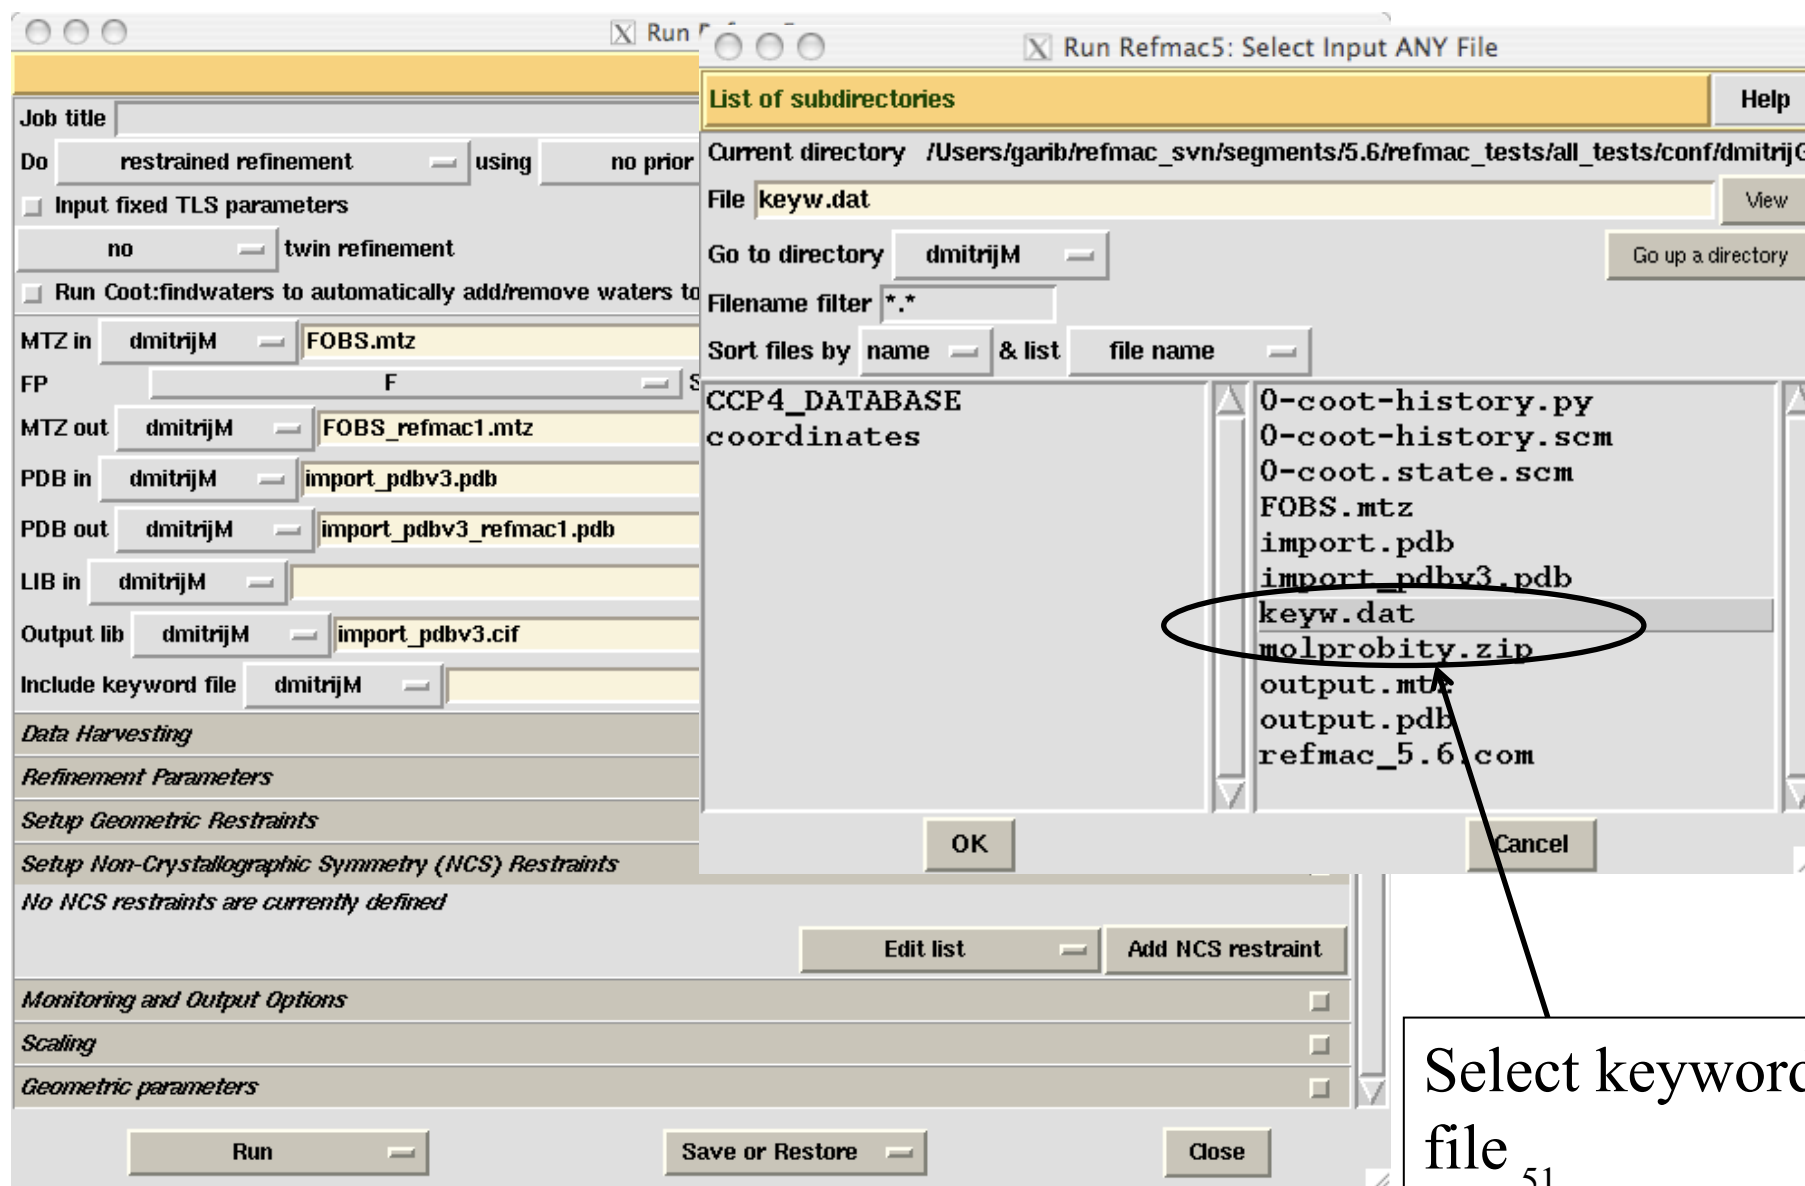 Run
Job title
Do restrained refinement using no prior
Input fixed TLS parameters
no twin refinement
Run Coot:findwaters to automatically add/remove waters to
MTZ in dmitrijM FOBS.mtz
FP F S
MTZ out dmitrijM FOBS_refmac1.mtz
PDB in dmitrijM import_pdbv3.pdb
PDB out dmitrijM import_pdbv3_refmac1.pdb
LIB in dmitrijM
Output lib dmitrijM import_pdbv3.cif
Include keyword file dmitrijM
Data Harvesting
Refinement Parameters
Setup Geometric Restraints
Setup Non-Crystallographic Symmetry (NCS) Restraints
No NCS restraints are currently defined
Edit list Add NCS restraint
Monitoring and Output Options
Scaling
Geometric parameters
Run Save or Restore Close
X Run Refmac5: Select Input ANY File
List of subdirectories Help
Current directory /Users/garib/refmac_svn/segments/5.6/refmac_tests/all_tests/conf/dmitrij
File keyw.dat View
Go to directory dmitrijM Go up a directory
Filename filter *.*
Sort files by name & list file name
CCP4_DATABASE
coordinates
0-coot-history.py
0-coot-history.scm
0-coot.state.scm
FOBS.mtz
import.pdb
import_pdbv3.pdb
keyw.dat
molprobity.zip
output.mtz
output.pdb
refmac_5.6.com
OK Cancel
Select keyword
file
51